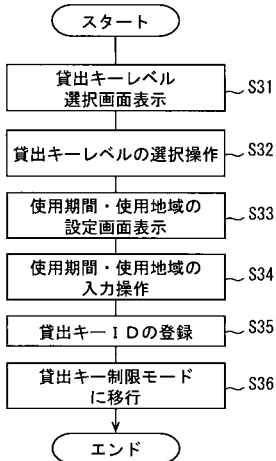 スタート
貸出キーレベル
選択画面表示
S31
貸出キーレベルの選択操作
S32
使用期間・使用地域の
設定画面表示
S33
使用期間・使用地域の
入力操作
S34
貸出キーIDの登録
S35
貸出キー制限モード
に移行
S36
エンド